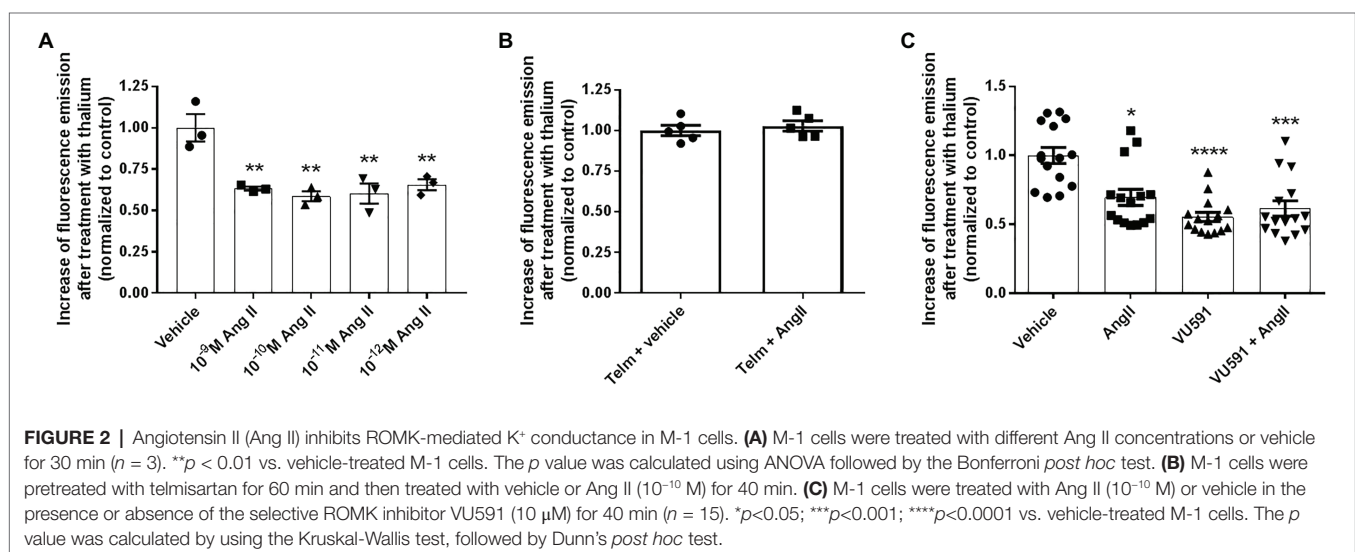 A
Increase of fluorescence emission
after treatment with thalium
(normalized to control)
1.25
1.00
0.75
0.50
0.25
0.00
**
**
**
**
Vehicle
10⁻⁹M Ang II
10⁻¹⁰M Ang II
10⁻¹¹M Ang II
10⁻¹²M Ang II
B
Increase of fluorescence emission
after treatment with thalium
(normalized to control)
1.25
1.00
0.75
0.50
0.25
0.00
Telm + vehicle
Telm + AngII
C
Increase of fluorescence emission
after treatment with thalium
(normalized to control)
1.5
1.0
0.5
0.0
*
****
***
Vehicle
AngII
VU591
VU591 + AngII
FIGURE 2 | Angiotensin II (Ang II) inhibits ROMK-mediated K⁺ conductance in M-1 cells. (A) M-1 cells were treated with different Ang II concentrations or vehicle
for 30 min (n = 3). **p < 0.01 vs. vehicle-treated M-1 cells. The p value was calculated using ANOVA followed by the Bonferroni post hoc test. (B) M-1 cells were
pretreated with telmisartan for 60 min and then treated with vehicle or Ang II (10⁻¹⁰ M) for 40 min. (C) M-1 cells were treated with Ang II (10⁻¹⁰ M) or vehicle in the
presence or absence of the selective ROMK inhibitor VU591 (10 μM) for 40 min (n = 15). *p<0.05; ***p<0.001; ****p<0.0001 vs. vehicle-treated M-1 cells. The p
value was calculated by using the Kruskal-Wallis test, followed by Dunn's post hoc test.